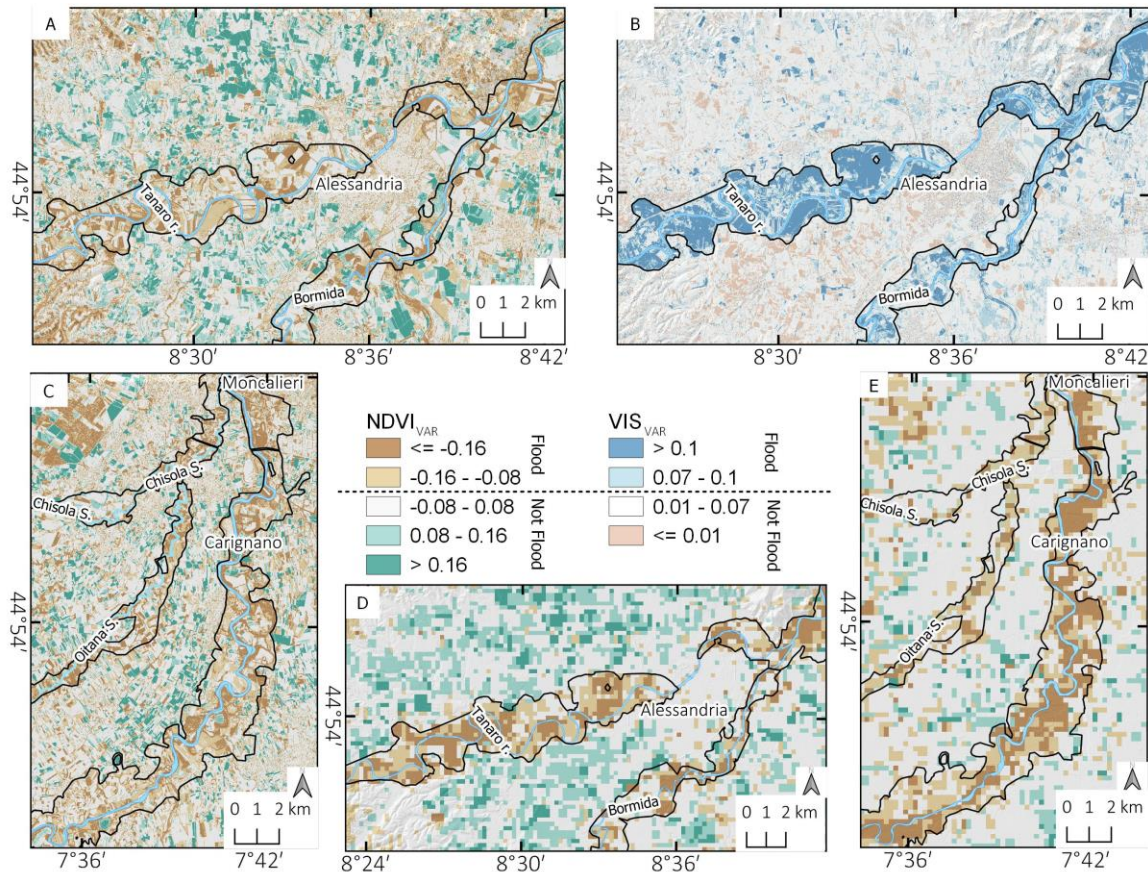 A
44°54'
Tanaro r.
Alessandria
Bormida
0 1 2 km
8°30'
8°36'
8°42'
B
Tanaro r.
Alessandria
Bormida
0 1 2 km
8°30'
8°36'
8°42'
C
Moncalieri
Chisola S.
Chisola S.
Carignano
44°54'
Oitana S.
0 1 2 km
7°36'
7°42'
NDVI VAR
<= -0.16
-0.16 - -0.08
-0.08 - 0.08
0.08 - 0.16
> 0.16
Flood
Not Flood
VIS VAR
> 0.1
0.07 - 0.1
0.01 - 0.07
<= 0.01
Flood
Not Flood
D
44°54'
Tanaro r.
Alessandria
Bormida
0 1 2 km
8°24'
8°30'
8°36'
E
Moncalieri
Chisola S.
Chisola S.
Carignano
44°54'
Oitana S.
0 1 2 km
7°36'
7°42'